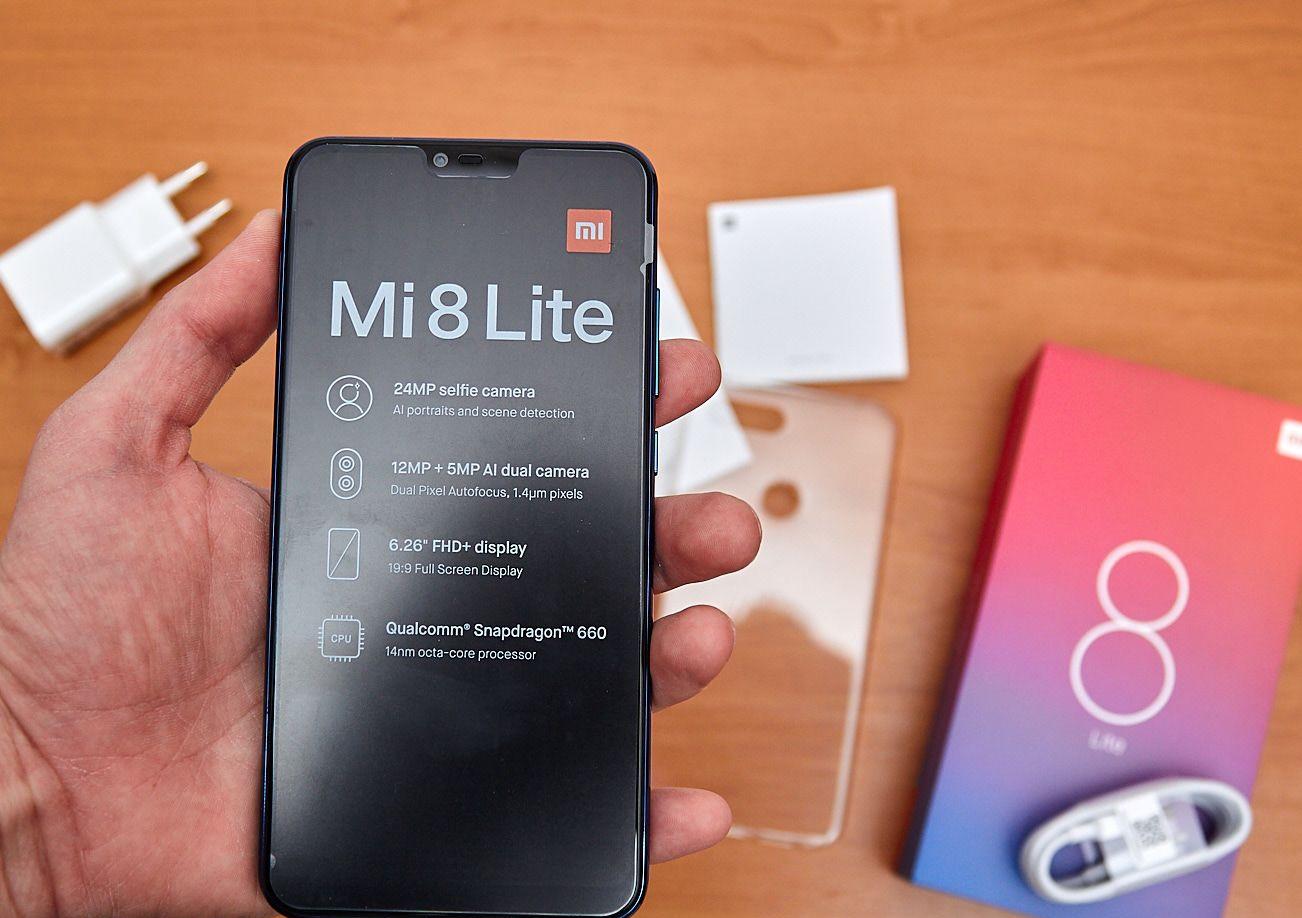 mi
Mi 8 Lite
24MP selfie camera
AI portraits and scene detection
12MP + 5MP AI dual camera
Dual Pixel Autofocus, 1.4μm pixels
6.26" FHD+ display
19:9 Full Screen Display
CPU
Qualcomm® Snapdragon™ 660
14nm octa-core processor
8
Lite